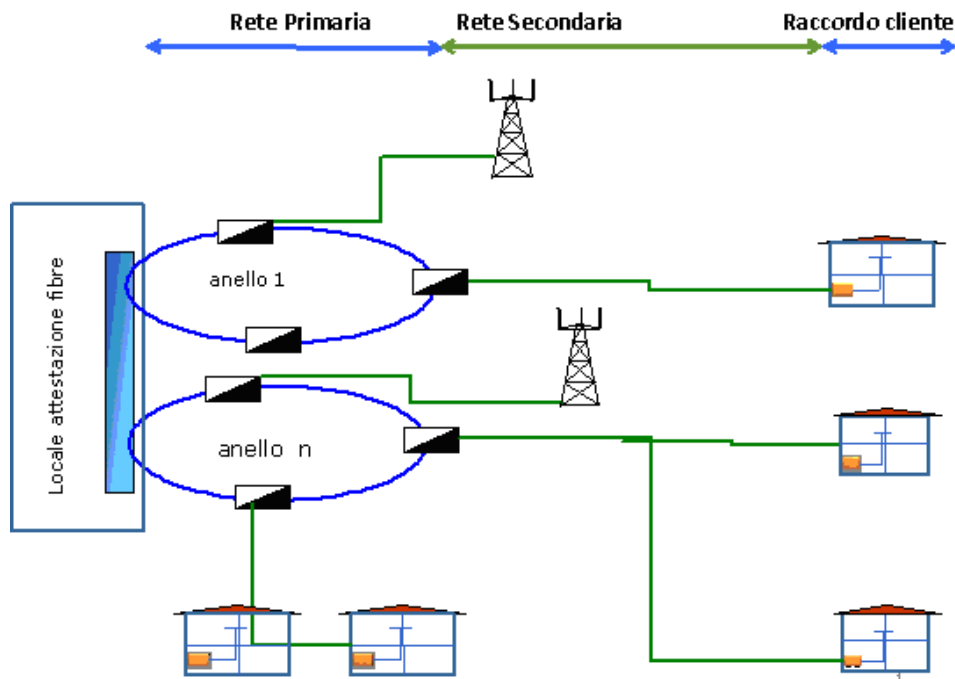 Rete Primaria
Rete Secondaria
Raccordo cliente
Locale attestazione fibre
anello 1
anello n